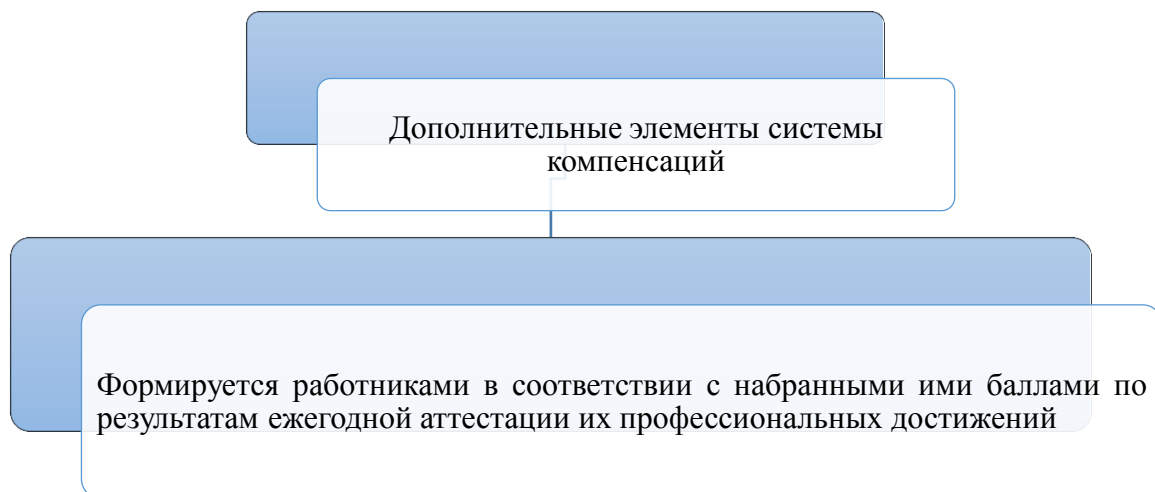 Дополнительные элементы системы
компенсаций
Формируется работниками в соответствии с набранными ими баллами по
результатам ежегодной аттестации их профессиональных достижений